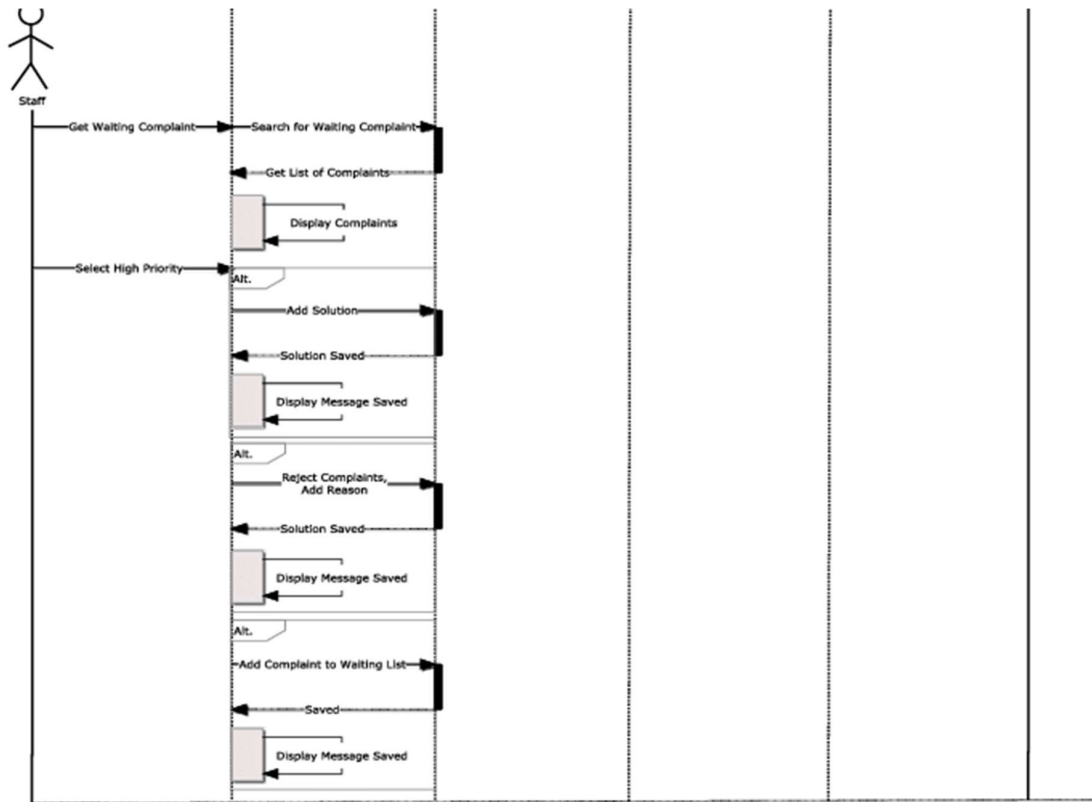 Staff
Get Waiting Complaint
Search for Waiting Complaint
Get List of Complaints
Display Complaints
Select High Priority
Alt.
Add Solution
Solution Saved
Display Message Saved
Alt.
Reject Complaints,
Add Reason
Solution Saved
Display Message Saved
Alt.
Add Complaint to Waiting List
Saved
Display Message Saved